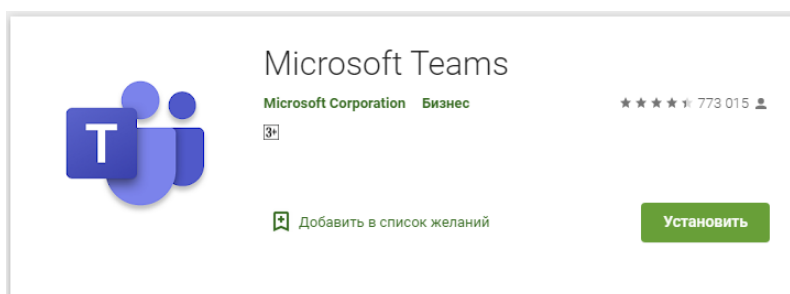 Microsoft Teams
Microsoft Corporation Бизнес
773 015
3+
T
Добавить в список желаний
Установить